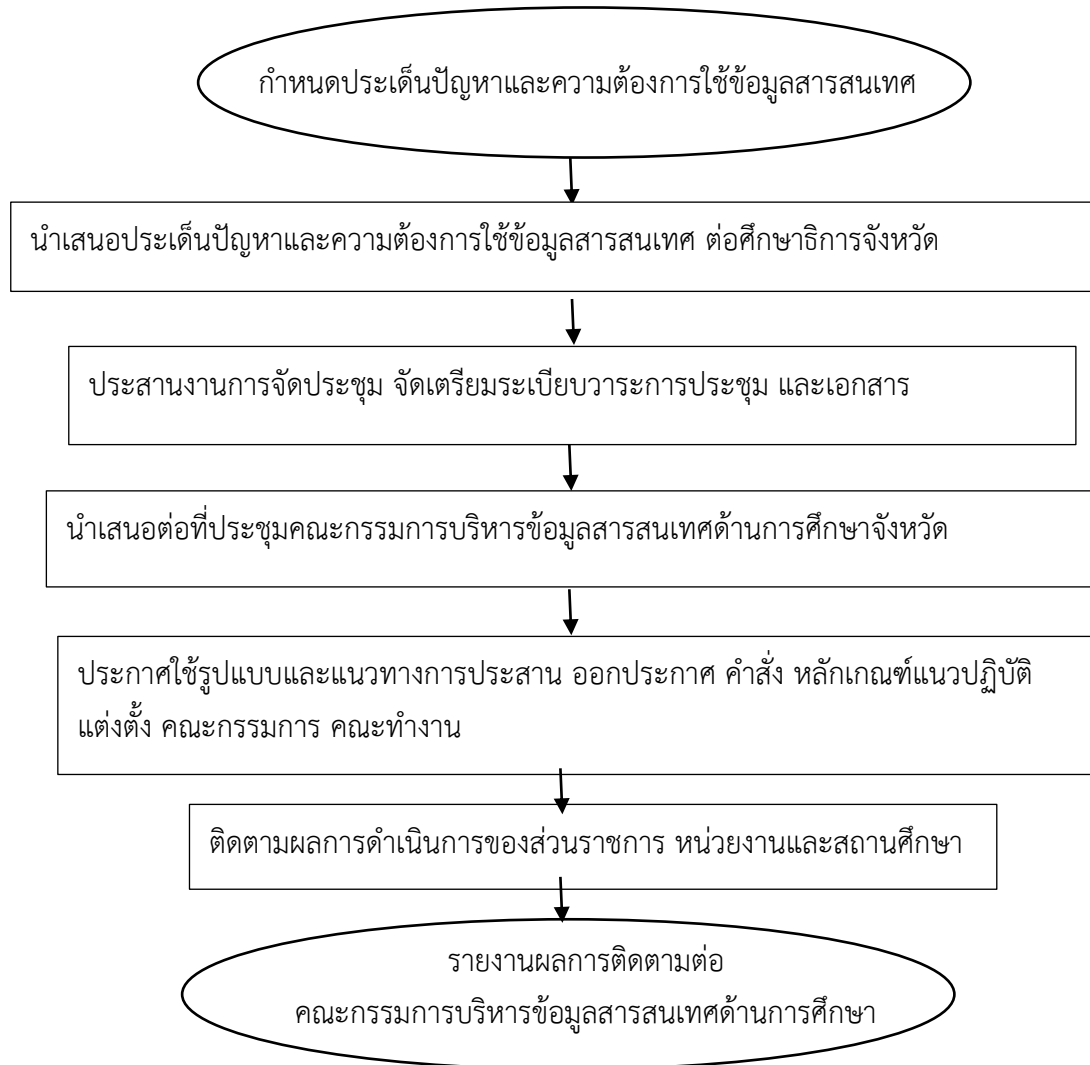 กำหนดประเด็นปัญหาและความต้องการใช้ข้อมูลสารสนเทศ
นำเสนอประเด็นปัญหาและความต้องการใช้ข้อมูลสารสนเทศ ต่อศึกษาธิการจังหวัด
ประสานงานการจัดประชุม จัดเตรียมระเบียบวาระการประชุม และเอกสาร
นำเสนอต่อที่ประชุมคณะกรรมการบริหารข้อมูลสารสนเทศด้านการศึกษาจังหวัด
ประกาศใช้รูปแบบและแนวทางการประสาน ออกประกาศ คำสั่ง หลักเกณฑ์แนวปฏิบัติ
แต่งตั้ง คณะกรรมการ คณะทำงาน
ติดตามผลการดำเนินการของส่วนราชการ หน่วยงานและสถานศึกษา
รายงานผลการติดตามต่อ
คณะกรรมการบริหารข้อมูลสารสนเทศด้านการศึกษา